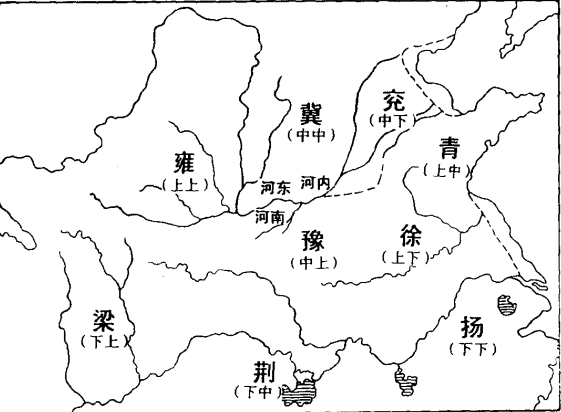 兖
(中下)
冀
(中中)
青
(上中)
雍
(上上)
河东
河内
河南
豫
(中上)
徐
(上下)
梁
(下上)
扬
(下下)
荆
(下中)